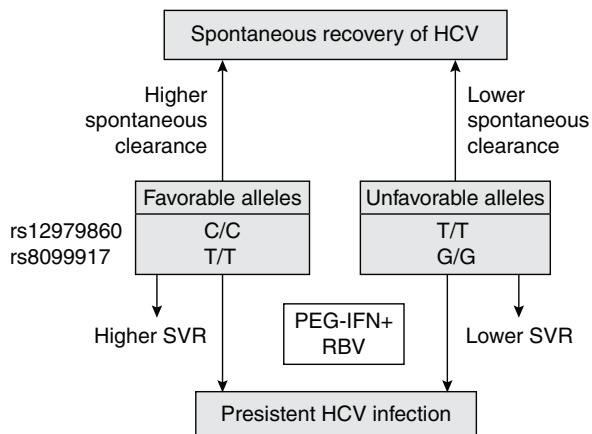 Spontaneous recovery of HCV
Higher
spontaneous
clearance
Lower
spontaneous
clearance
Favorable alleles
Unfavorable alleles
rs12979860 C/C T/T
rs8099917 T/T G/G
Higher SVR
PEG-IFN+
RBV
Lower SVR
Presistent HCV infection